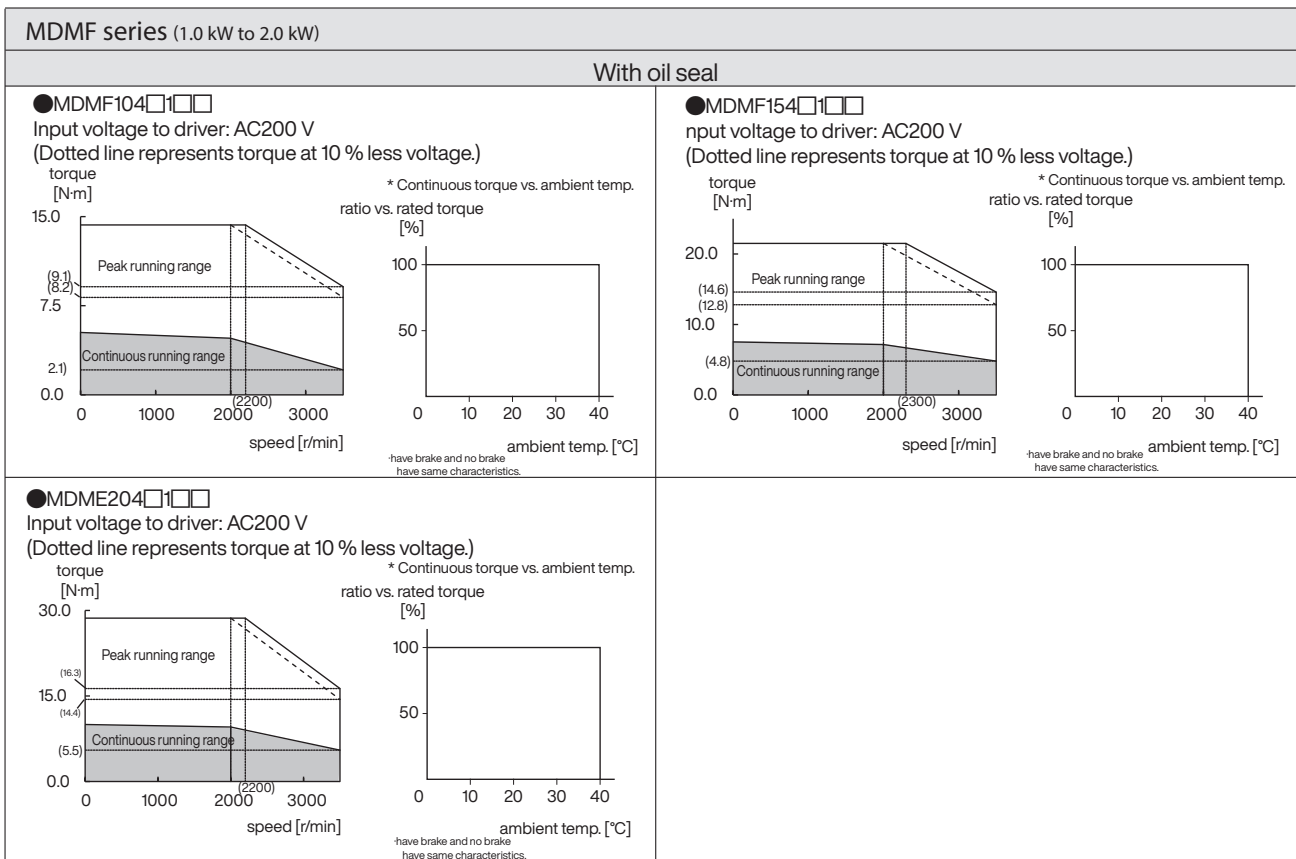 MDMF series (1.0 kW to 2.0 kW)
With oil seal
●MDMF104□1□□
Input voltage to driver: AC200 V
(Dotted line represents torque at 10 % less voltage.)
torque
[N·m]
15.0
(9.1)
(8.2)
7.5
2.1)
0.0
Peak running range
Continuous running range
0 1000 2000 3000
(2200)
speed [r/min]
* Continuous torque vs. ambient temp.
ratio vs. rated torque
[%]
100
50
0 10 20 30 40
ambient temp. [°C]
·have brake and no brake
have same characteristics.
●MDMF154□1□□
nput voltage to driver: AC200 V
(Dotted line represents torque at 10 % less voltage.)
torque
[N·m]
20.0
(14.6)
(12.8)
10.0
(4.8)
0.0
Peak running range
Continuous running range
0 1000 2000 3000
(2300)
speed [r/min]
* Continuous torque vs. ambient temp.
ratio vs. rated torque
[%]
100
50
0 10 20 30 40
ambient temp. [°C]
·have brake and no brake
have same characteristics.
●MDME204□1□□
Input voltage to driver: AC200 V
(Dotted line represents torque at 10 % less voltage.)
torque
[N·m]
30.0
(16.3)
15.0
(14.4)
(5.5)
0.0
Peak running range
Continuous running range
0 1000 2000 3000
(2200)
speed [r/min]
* Continuous torque vs. ambient temp.
ratio vs. rated torque
[%]
100
50
0 10 20 30 40
ambient temp. [°C]
·have brake and no brake
have same characteristics.